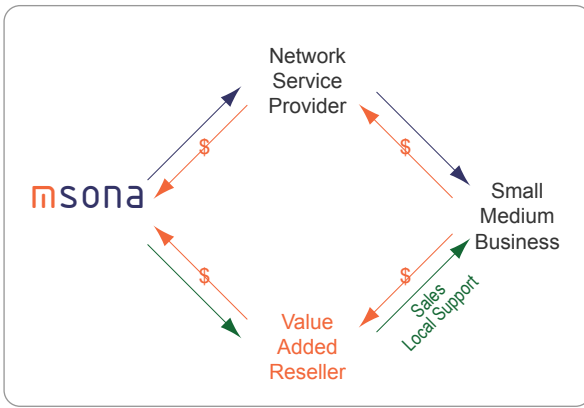 Network
Service
Provider
$
$
msona
Small
Medium
Business
$
$
Sales
Local Support
Value
Added
Reseller